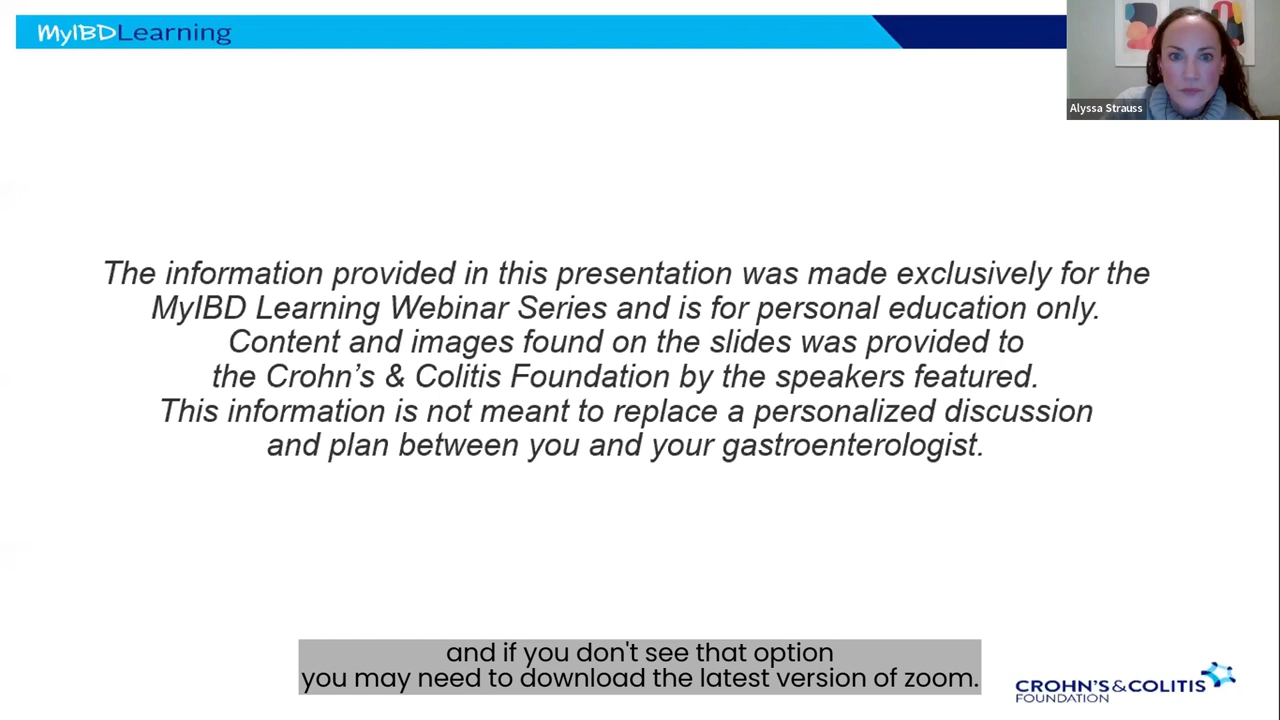 MyIBDLearning
Alyssa Strauss
The information provided in this presentation was made exclusively for the
MyIBD Learning Webinar Series and is for personal education only.
Content and images found on the slides was provided to
the Crohn’s & Colitis Foundation by the speakers featured.
This information is not meant to replace a personalized discussion
and plan between you and your gastroenterologist.
and if you don't see that option
you may need to download the latest version of zoom.
CROHN’S & COLITIS
FOUNDATION